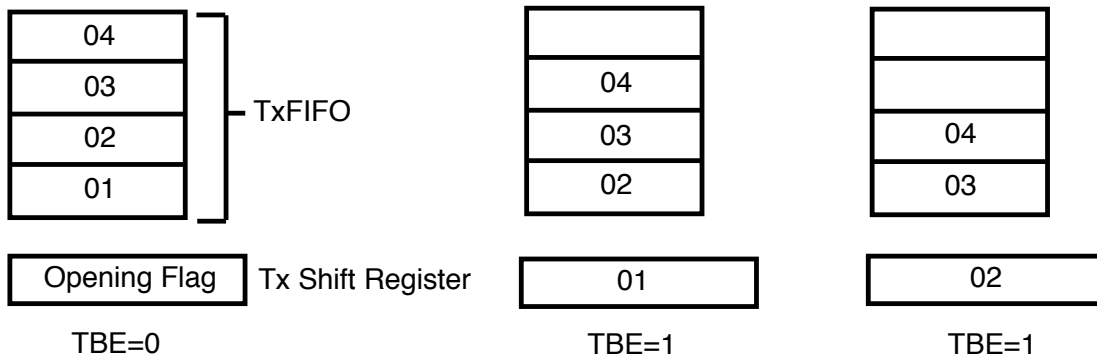 04
03
02
01
TxFIFO
Opening Flag
Tx Shift Register
TBE=0
04
03
02
01
TBE=1
04
03
02
TBE=1